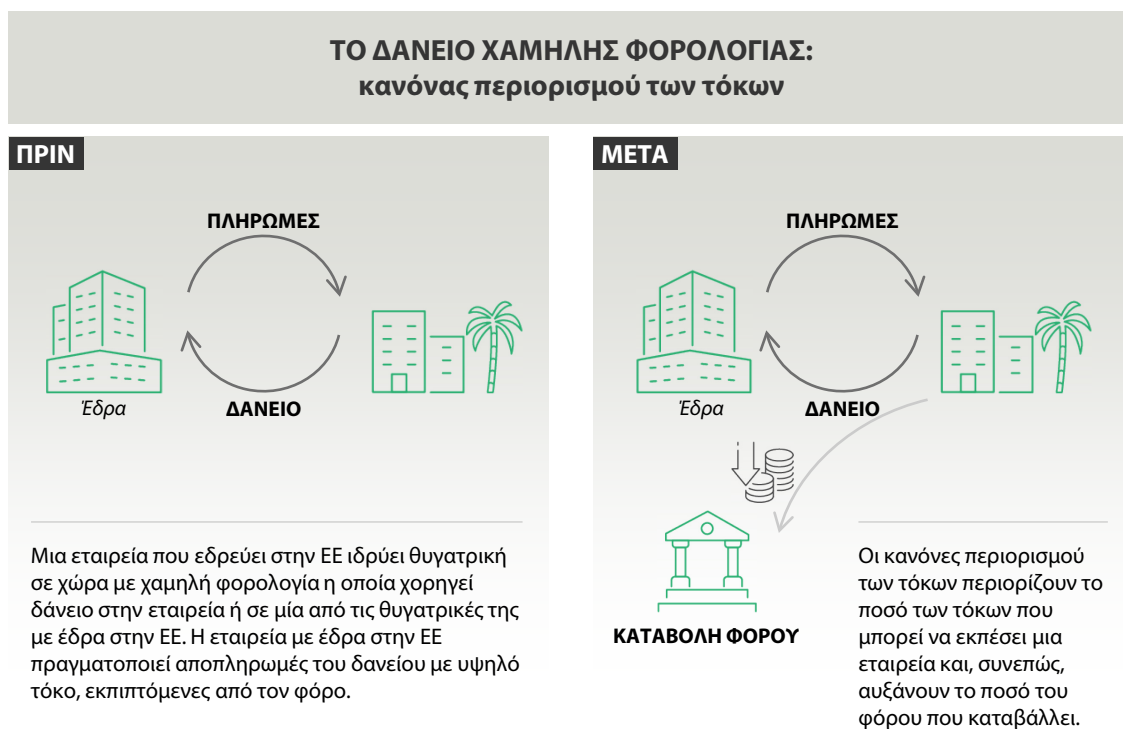 ΤΟ ΔΑΝΕΙΟ ΧΑΜΗΛΗΣ ΦΟΡΟΛΟΓΙΑΣ:
κανόνας περιορισμού των τόκων
ΠΡΙΝ
ΠΛΗΡΩΜΕΣ
Έδρα
ΔΑΝΕΙΟ
Μια εταιρεία που εδρεύει στην ΕΕ ιδρύει θυγατρική
σε χώρα με χαμηλή φορολογία η οποία χορηγεί
δάνειο στην εταιρεία ή σε μία από τις θυγατρικές της
με έδρα στην ΕΕ. Η εταιρεία με έδρα στην ΕΕ
πραγματοποιεί αποπληρωμές του δανείου με υψηλό
τόκο, εκπιπτόμενες από τον φόρο.
ΜΕΤΑ
ΠΛΗΡΩΜΕΣ
Έδρα
ΔΑΝΕΙΟ
ΚΑΤΑΒΟΛΗ ΦΟΡΟΥ
Οι κανόνες περιορισμού
των τόκων περιορίζουν το
ποσό των τόκων που
μπορεί να εκπέσει μια
εταιρεία και, συνεπώς,
αυξάνουν το ποσό του
φόρου που καταβάλλει.